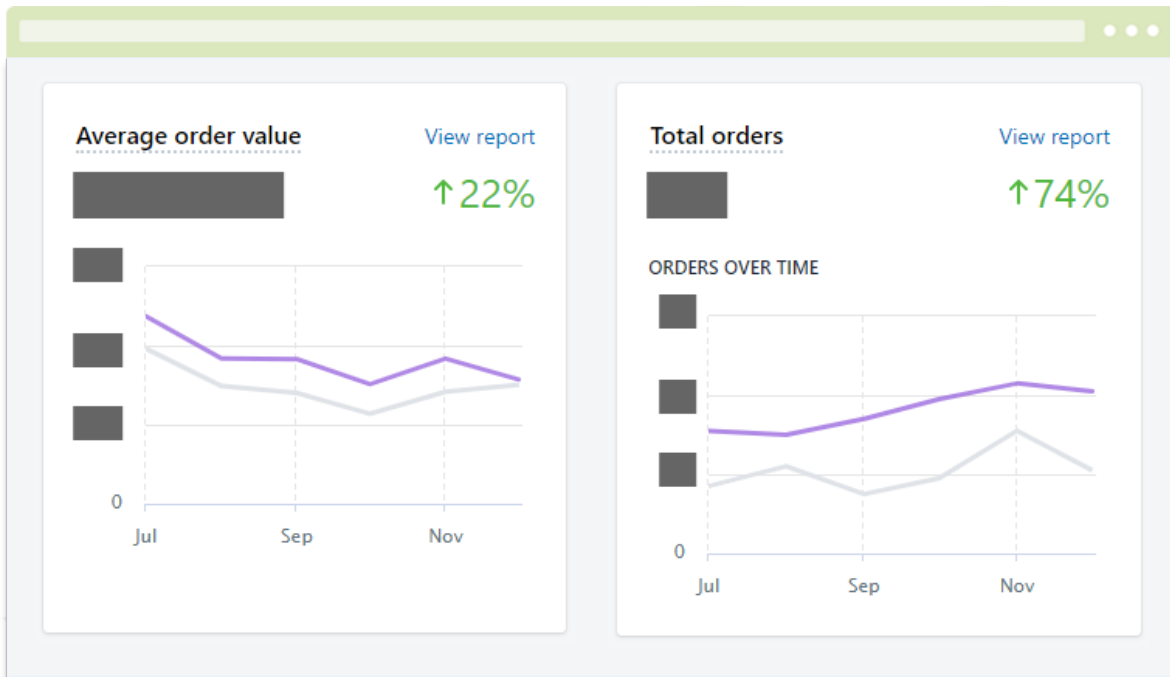 Average order value
View report
↑22%
0
Jul
Sep
Nov
Total orders
View report
↑74%
ORDERS OVER TIME
0
Jul
Sep
Nov